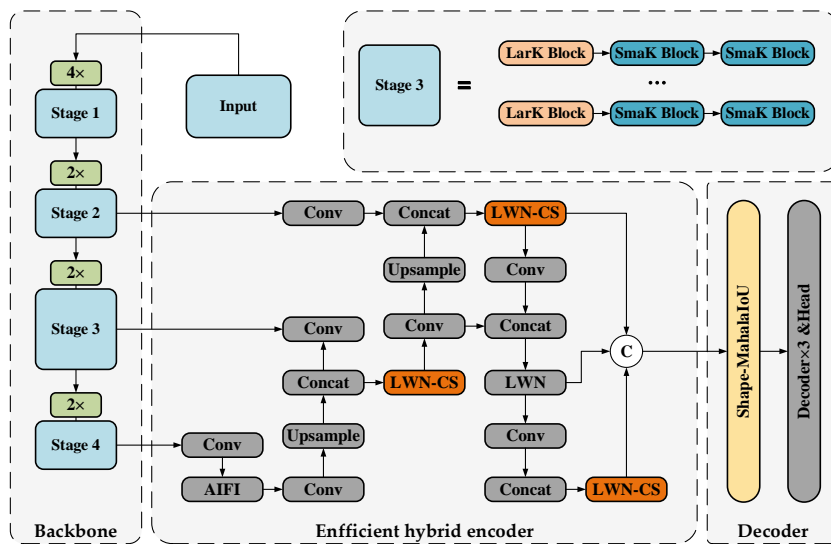 4×
Stage 1
2×
Stage 2
2×
Stage 3
2×
Stage 4
Backbone
Input
Stage 3
=
LarK Block
SmaK Block
SmaK Block
...
LarK Block
SmaK Block
SmaK Block
Conv
Concat
LWN-CS
Upsample
Conv
Conv
Conv
Concat
Concat
LWN-CS
LWN
C
Upsample
Conv
Conv
AIFI
Conv
Concat
LWN-CS
Enfficient hybrid encoder
Shape-MahalaIoU
Decoder×3 &Head
Decoder